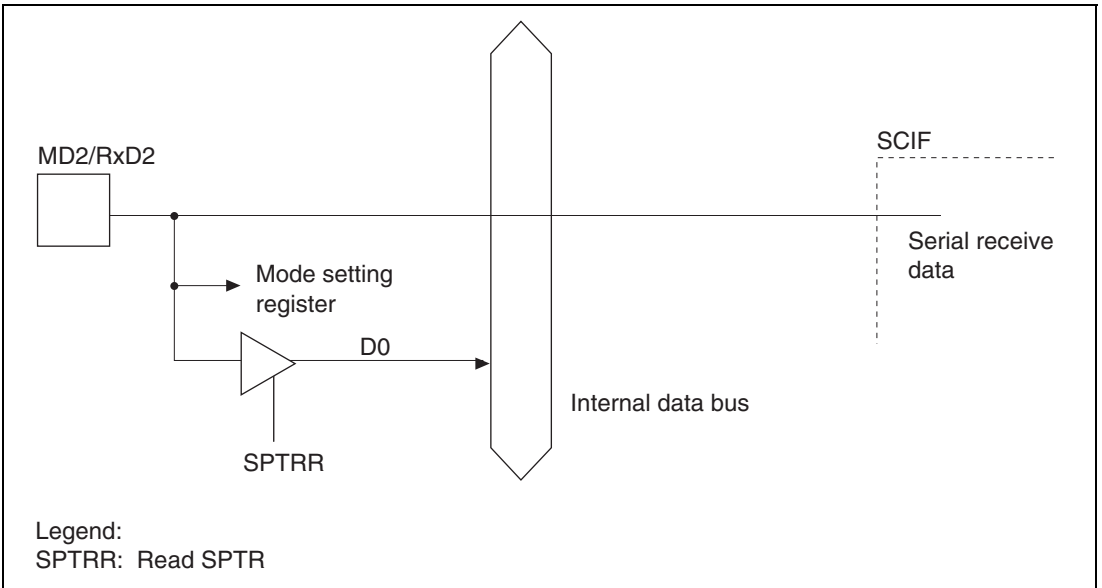 MD2/RxD2
SCIF
Serial receive
data
Mode setting
register
D0
Internal data bus
SPTRR
Legend:
SPTRR: Read SPTR